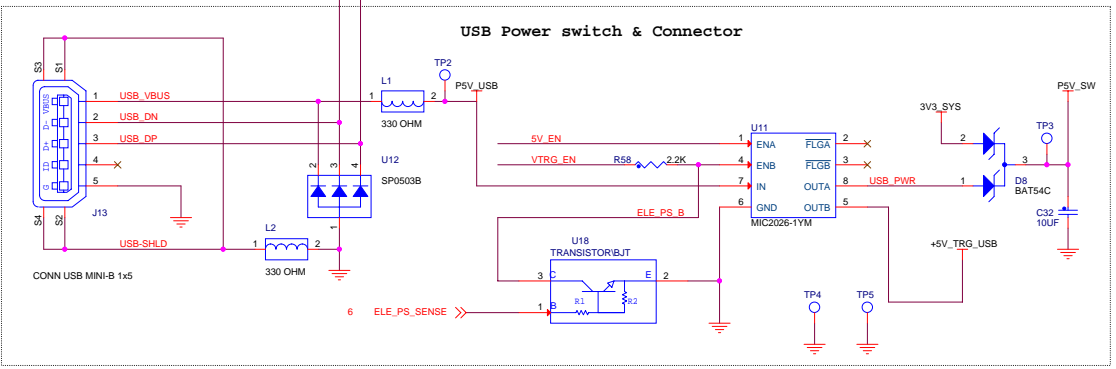 USB Power switch & Connector
S3
S1
VBUS
D-
D+
ID
G
1
2
3
4
5
USB_VBUS
USB_DN
USB_DP
S4
S2
J13
USB-SHLD
CONN USB MINI-B 1x5
L1
1
2
330 OHM
TP2
P5V_USB
2
3
4
U12
SP0503B
1
L2
1
2
330 OHM
5V_EN
VTRG_EN
R58
2.2K
ELE_PS_B
U18
TRANSISTOR\BJT
3
C
E
2
1
B
R1
R2
6
ELE_PS_SENSE
U11
1
ENA
FLGA
2
4
ENB
FLGB
3
7
IN
OUTA
8
6
GND
OUTB
5
MIC2026-1YM
USB_PWR
3V3_SYS
2
1
3
D8
BAT54C
TP3
P5V_SW
C32
10UF
+5V_TRG_USB
TP4
TP5